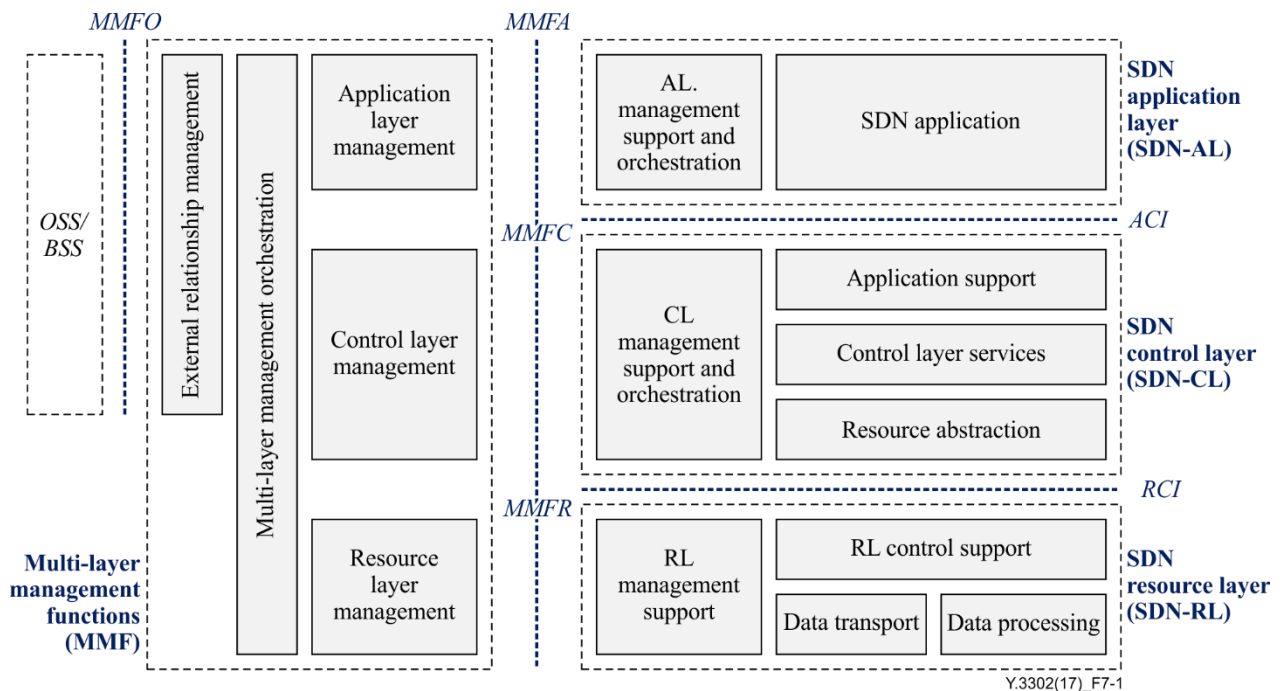 MMFO
MMFA
OSS/
BSS
External relationship management
Multi-layer management orchestration
Application
layer
management
Control layer
management
Resource
layer
management
Multi-layer
management
functions
(MMF)
AL.
management
support and
orchestration
SDN application
SDN
application
layer
(SDN-AL)
MMFC
ACI
CL
management
support and
orchestration
Application support
Control layer services
Resource abstraction
SDN
control layer
(SDN-CL)
MMFR
RCI
RL
management
support
RL control support
Data transport
Data processing
SDN
resource layer
(SDN-RL)
Y.3302(17)_F7-1